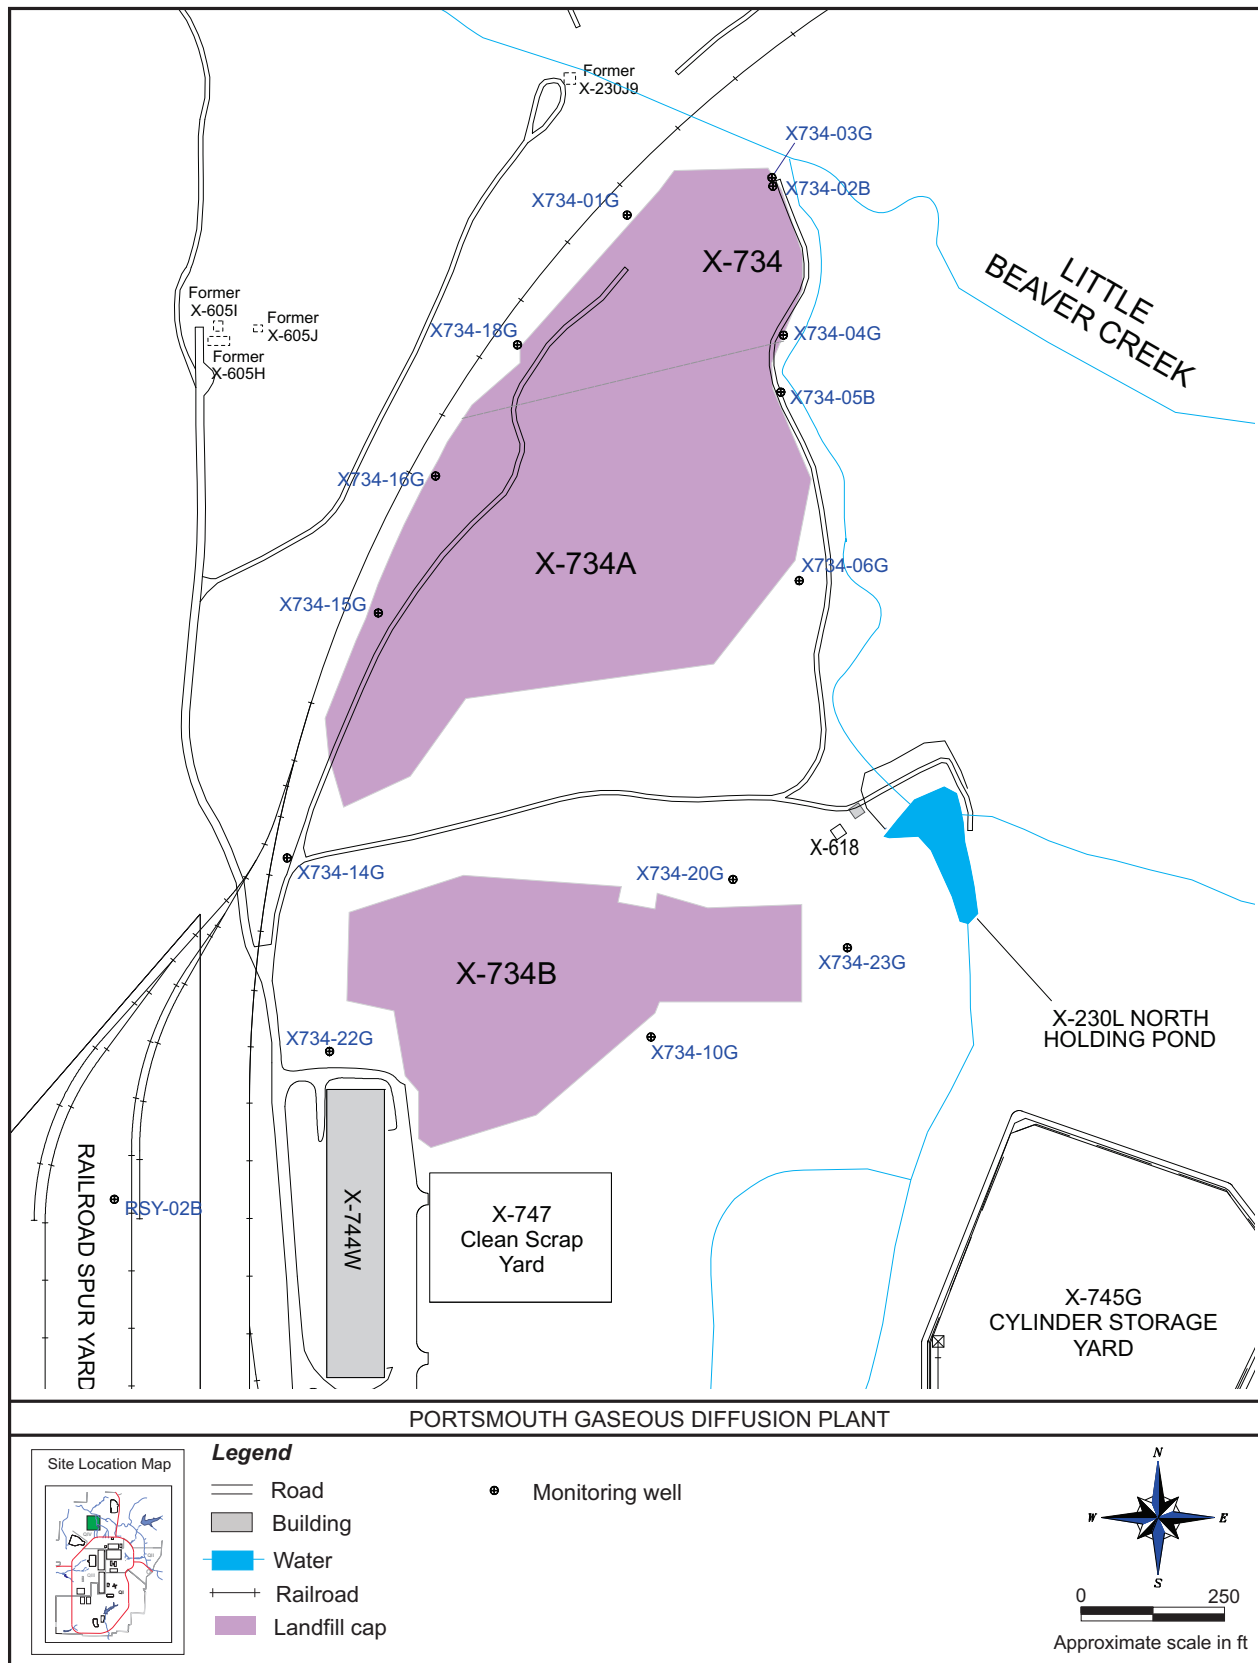 Former
X-230J9
X734-03G
X734-02B
X734-01G
X-734
LITTLE
BEAVER CREEK
Former
X-605I
Former
X-605J
Former
X-605H
X734-18G
X734-04G
X734-05B
X734-16G
X-734A
X734-06G
X734-15G
X-618
X734-14G
X734-20G
X-734B
X734-23G
X-230L NORTH
HOLDING POND
X734-22G
X734-10G
RAILROAD SPUR YARD
RSY-02B
X-744W
X-747
Clean Scrap
Yard
X-745G
CYLINDER STORAGE
YARD
PORTSMOUTH GASEOUS DIFFUSION PLANT
Site Location Map
Legend
Road
Building
Water
Railroad
Landfill cap
Monitoring well
N
W
E
S
0 250
Approximate scale in ft